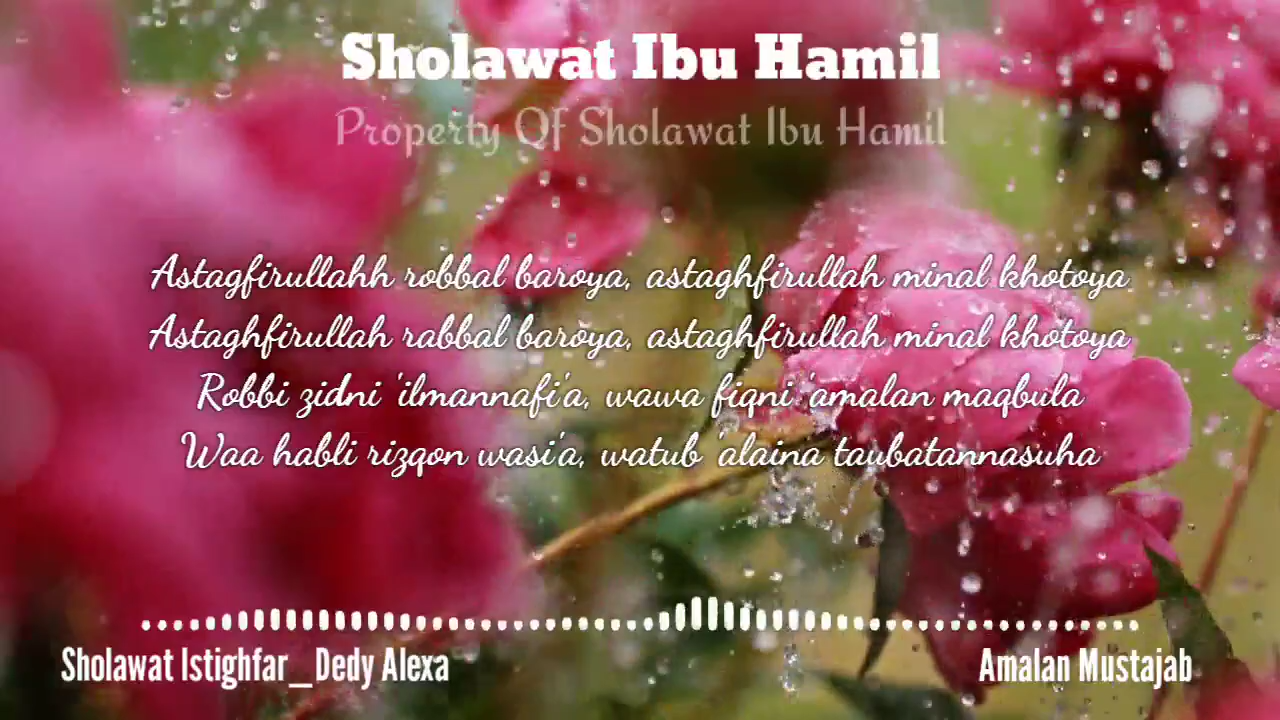 Sholawat Ibu Hamil
Property Of Sholawat Ibu Hamil
Astagfirullahh robbal baroya, astaghfirullah minal khotoya
Astaghfirullah rabbal baroya, astaghfirullah minal khotoya
Robbi zidni 'ilmannafi'a, wawa fiqni 'amalan maqbula
Waa habli rizqon wasi'a, watub 'alaina taubatannasuha
Sholawat Istighfar_Dedy Alexa
Amalan Mustajab